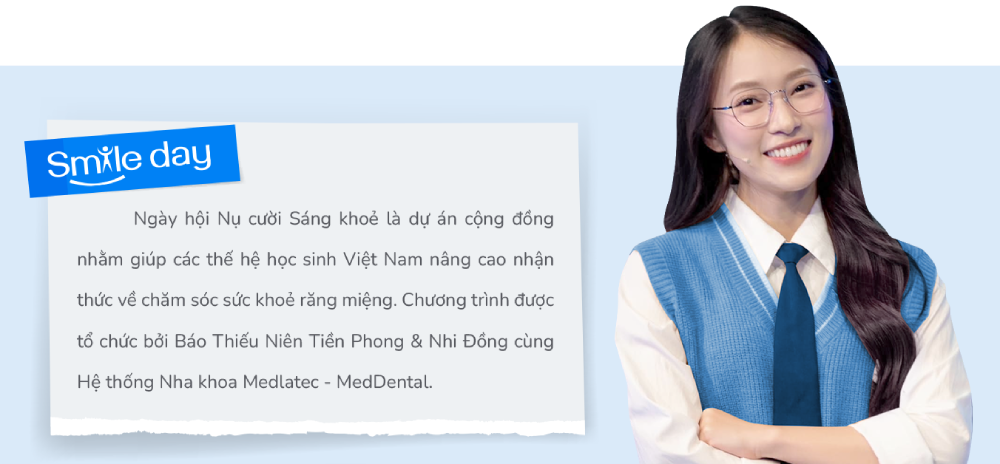 Smile day
Ngày hội Nụ cười Sáng khoẻ là dự án cộng đồng
nhằm giúp các thế hệ học sinh Việt Nam nâng cao nhận
thức về chăm sóc sức khoẻ răng miệng. Chương trình được
tổ chức bởi Báo Thiếu Niên Tiền Phong & Nhi Đồng cùng
Hệ thống Nha khoa Medlatec - MedDental.